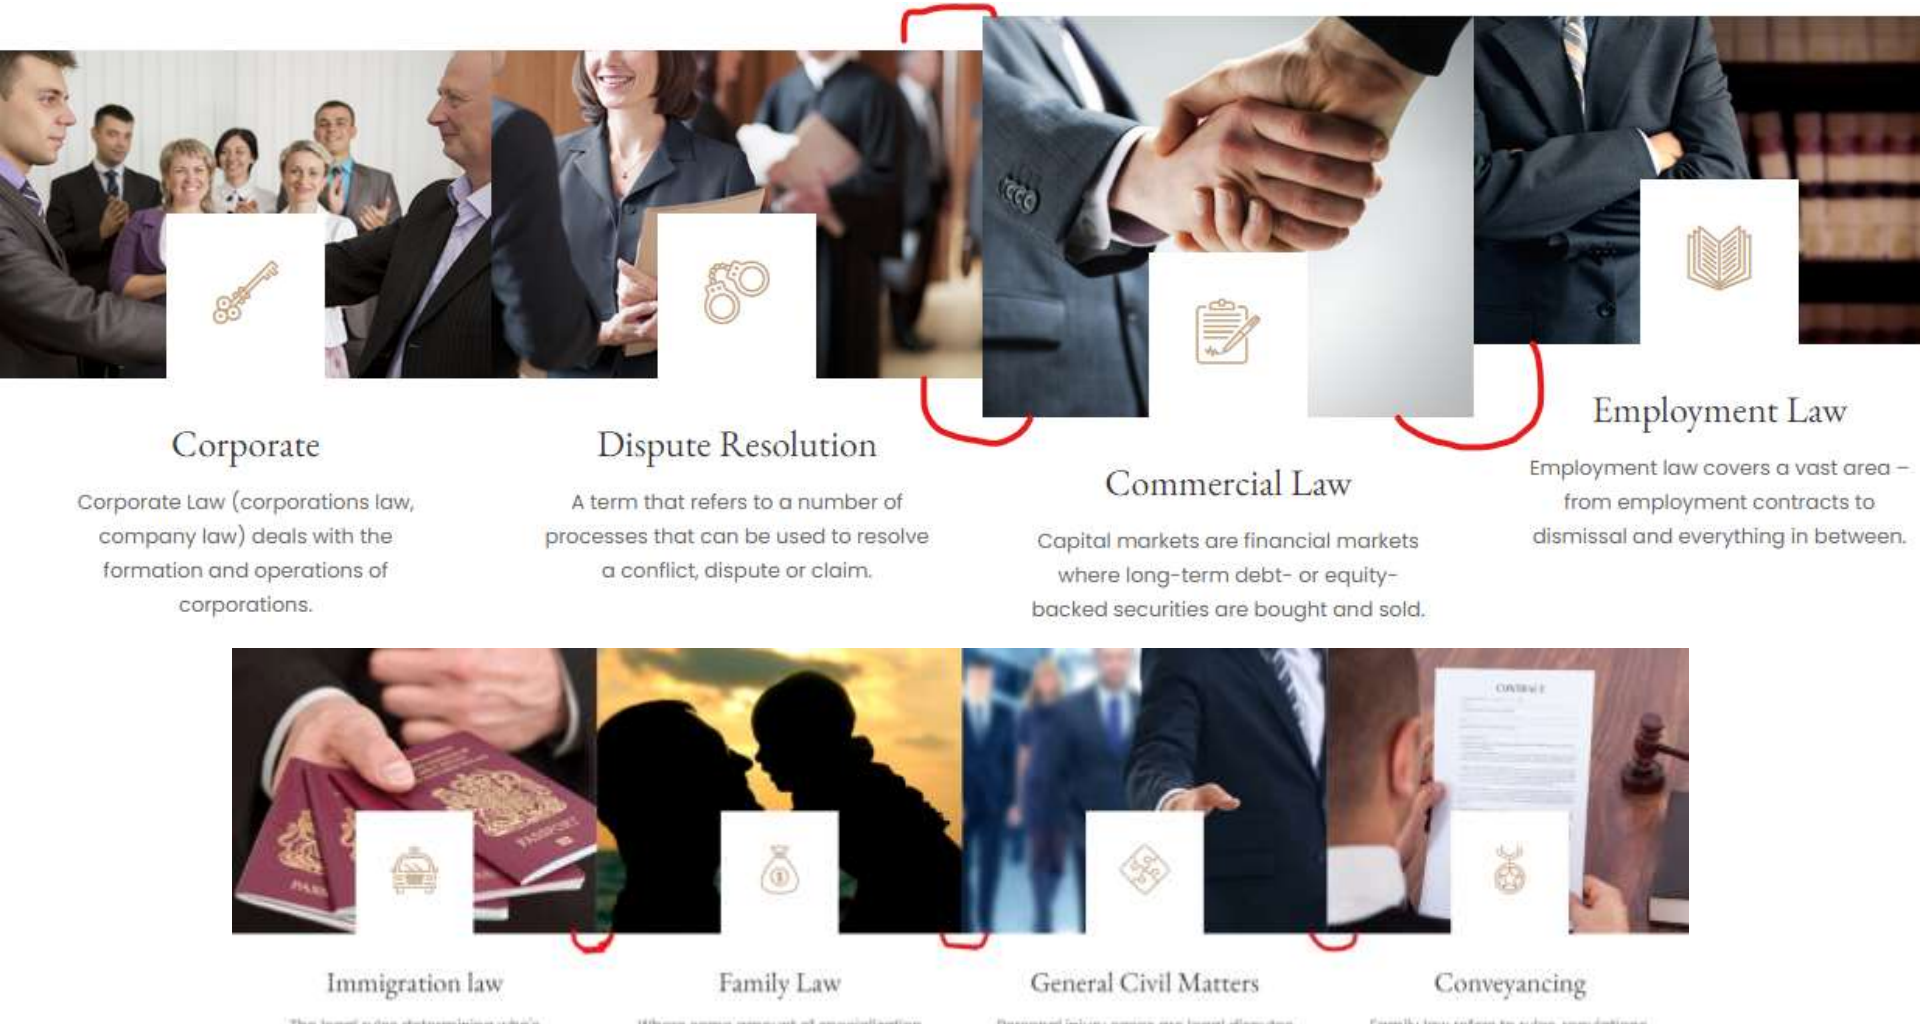 Corporate
Corporate Law (corporations law,
company law) deals with the
formation and operations of
corporations.
Dispute Resolution
A term that refers to a number of
processes that can be used to resolve
a conflict, dispute or claim.
Commercial Law
Capital markets are financial markets
where long-term debt- or equity-
backed securities are bought and sold.
Employment Law
Employment law covers a vast area –
from employment contracts to
dismissal and everything in between.
PASSPORT
CONTRACT
Immigration law
Family Law
General Civil Matters
Conveyancing